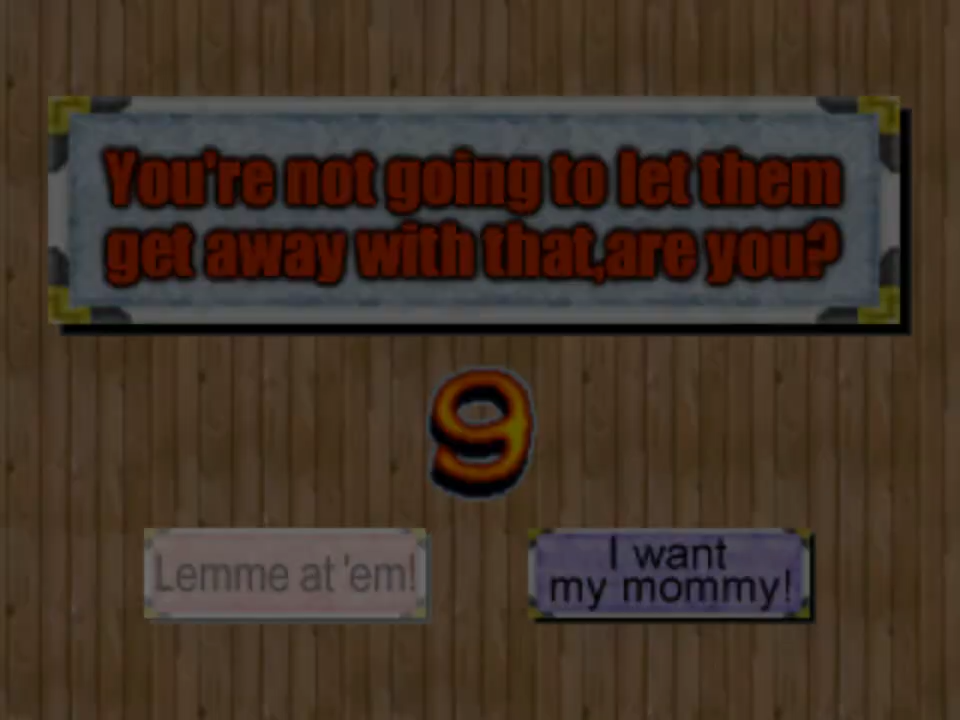 You're not going to let them
get away with that,are you?
9
Lemme at 'em!
I want
my mommy!